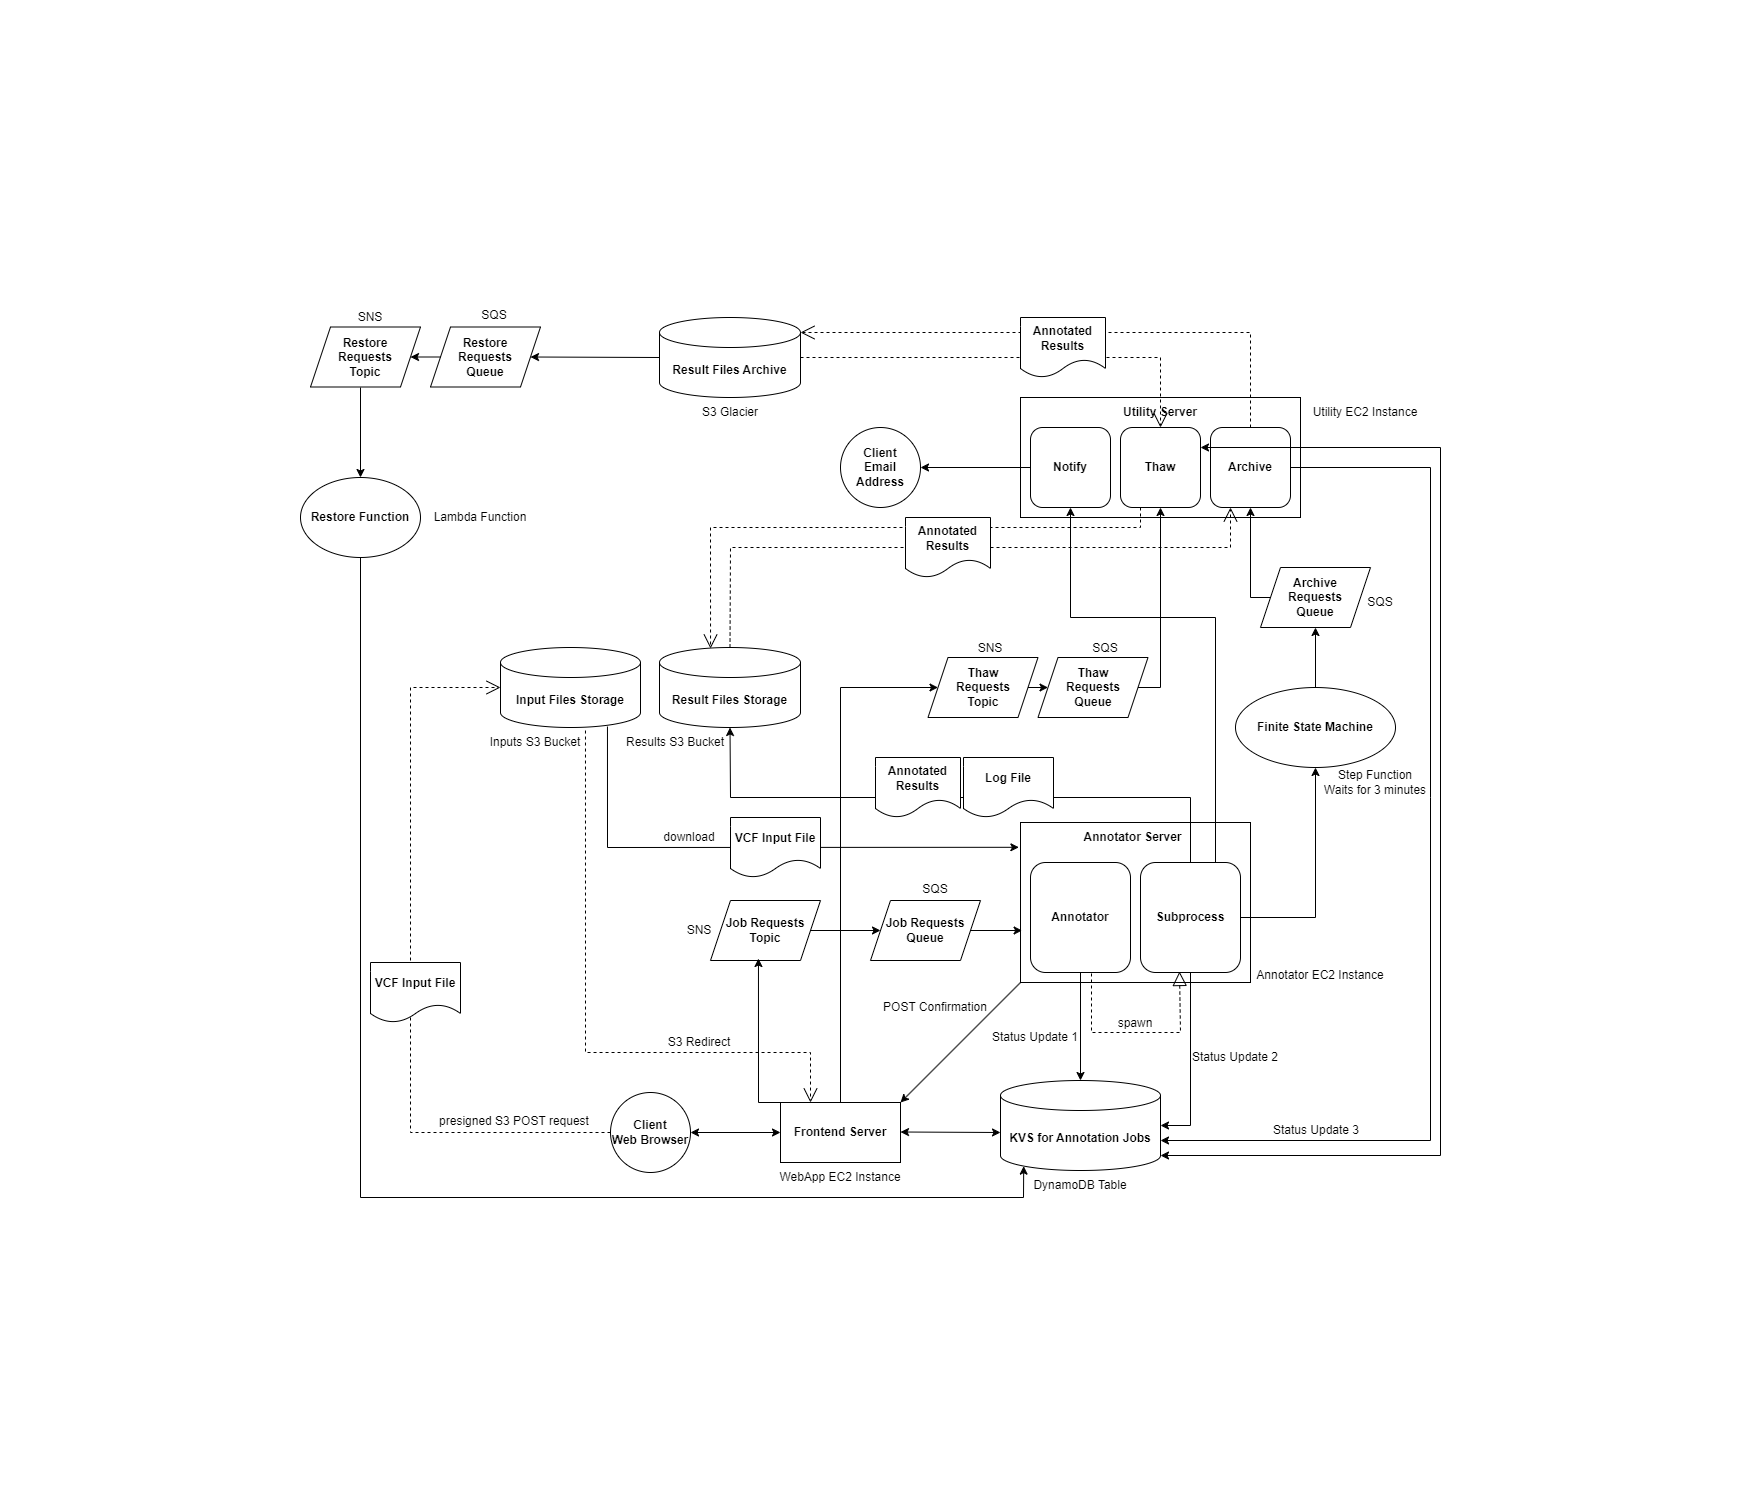 SNS
SQS
Restore
Requests
Topic
Restore
Requests
Queue
Result Files Archive
S3 Glacier
Annotated
Results
Utility Server
Utility EC2 Instance
Client
Email
Address
Notify
Thaw
Archive
Restore Function
Lambda Function
Annotated
Results
Archive
Requests
Queue
SQS
SNS
SQS
Thaw
Requests
Topic
Thaw
Requests
Queue
Input Files Storage
Result Files Storage
Inputs S3 Bucket
Results S3 Bucket
Finite State Machine
Step Function
Waits for 3 minutes
Annotated
Results
Log File
download
VCF Input File
Annotator Server
SQS
SNS
Job Requests
Topic
Job Requests
Queue
Annotator
Subprocess
Annotator EC2 Instance
VCF Input File
POST Confirmation
S3 Redirect
Status Update 1
spawn
Status Update 2
presigned S3 POST request
Client
Web Browser
Frontend Server
WebApp EC2 Instance
KVS for Annotation Jobs
Status Update 3
DynamoDB Table